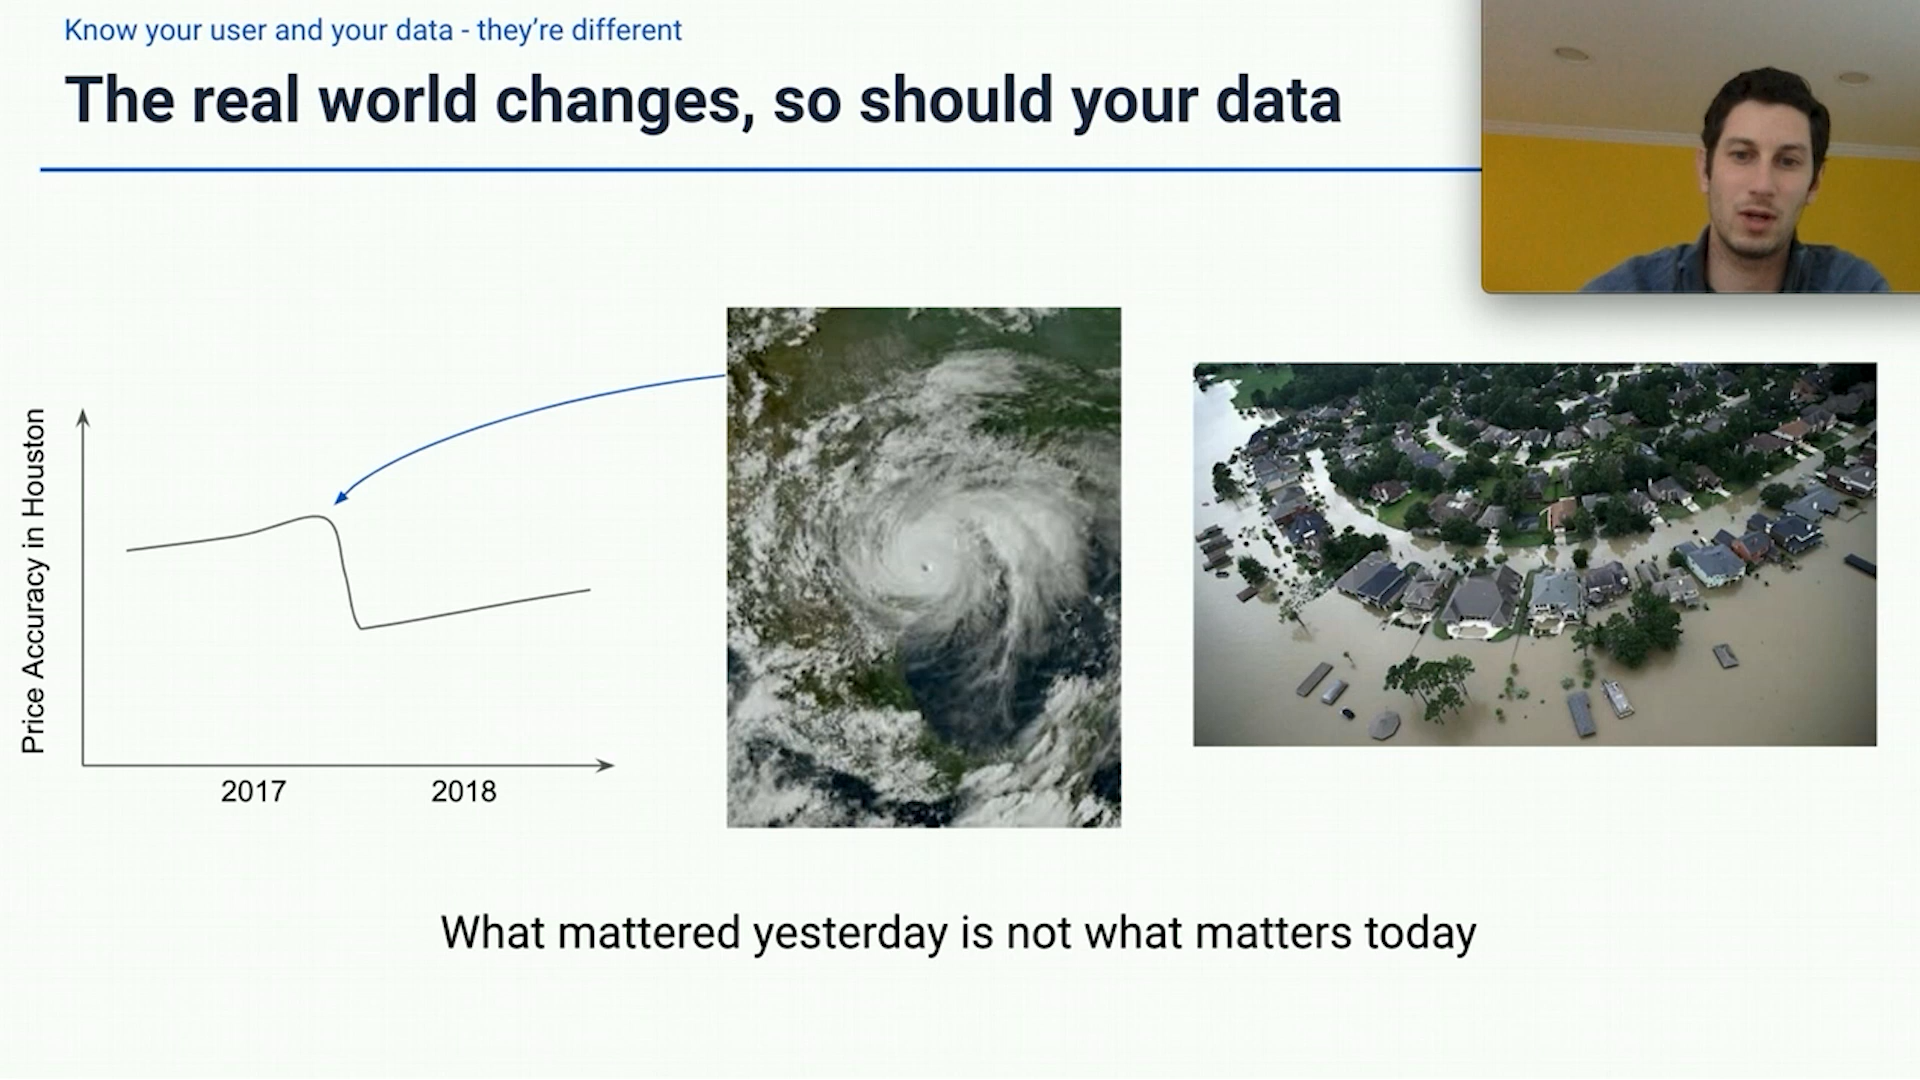 Know your user and your data - they're different
The real world changes, so should your data
Price Accuracy in Houston
2017
2018
What mattered yesterday is not what matters today